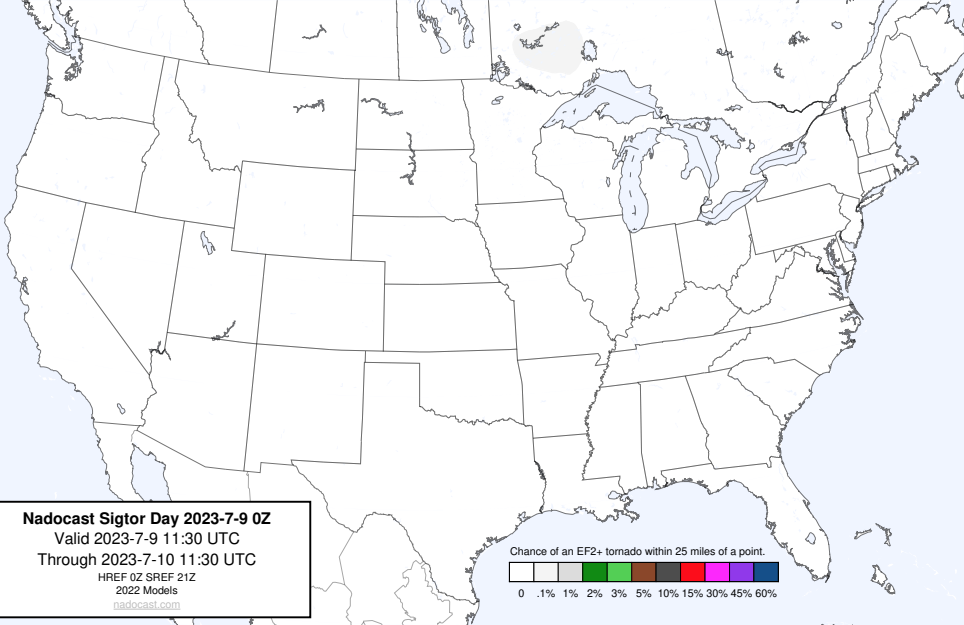 Nadocast Sigtor Day 2023-7-9 0Z
Valid 2023-7-9 11:30 UTC
Through 2023-7-10 11:30 UTC
HREF 0Z SREF 21Z
2022 Models
nadocast.com
Chance of an EF2+ tornado within 25 miles of a point.
0 .1% 1% 2% 3% 5% 10% 15% 30% 45% 60%